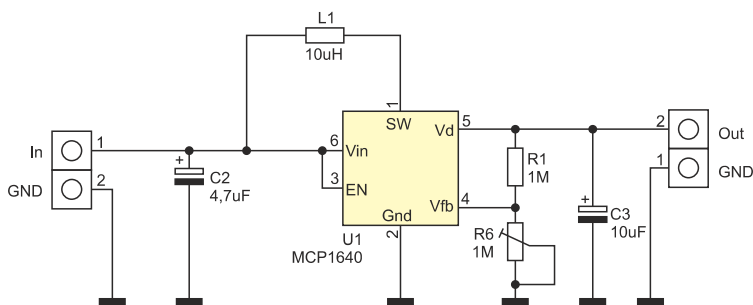 L1
10uH
1
SW
In
1
GND
2
+
C2
4,7uF
6
Vin
3
EN
Vd
5
Vfb
4
Gnd
2
U1
MCP1640
R1
1M
R6
1M
+
C3
10uF
2
Out
1
GND